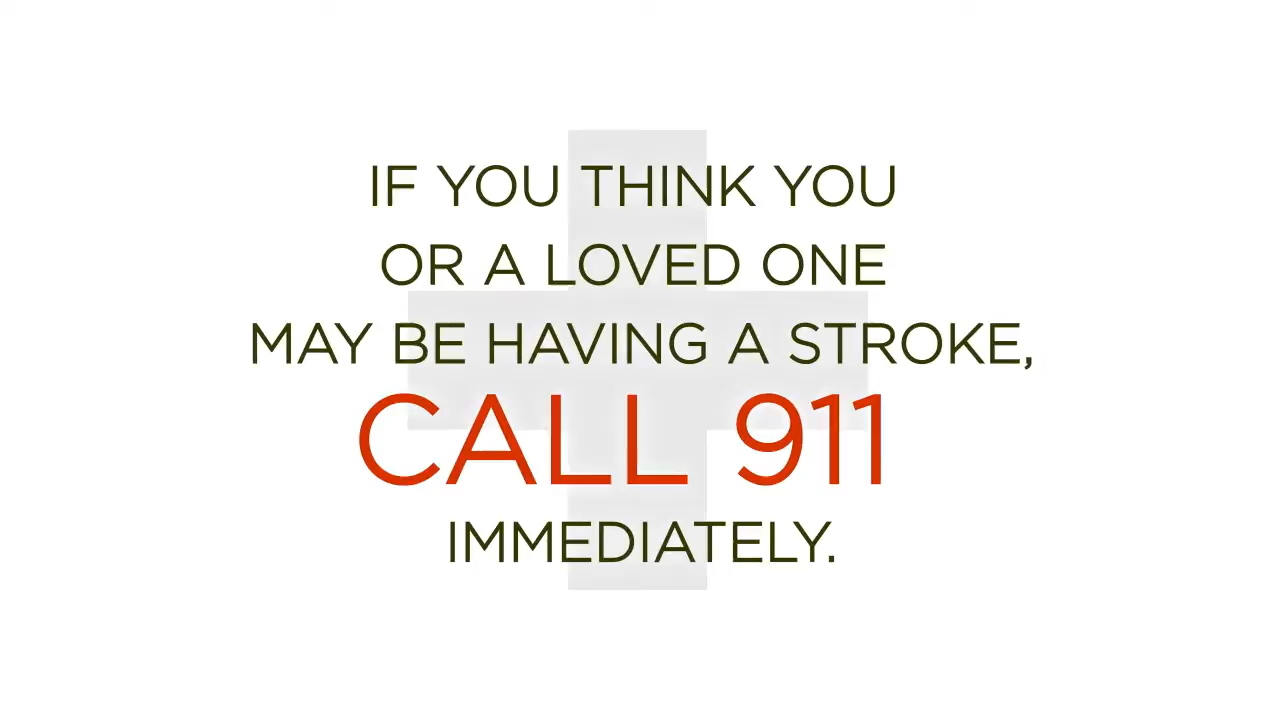 IF YOU THINK YOU
OR A LOVED ONE
MAY BE HAVING A STROKE,
CALL 911
IMMEDIATELY.